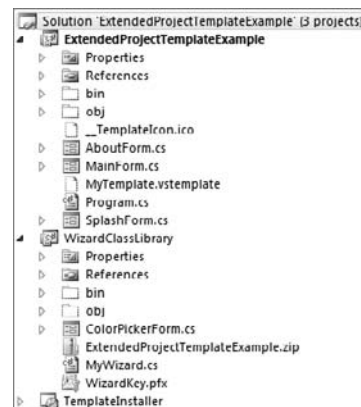 Solution 'ExtendedProjectTemplateExample' (3 projects)
ExtendedProjectTemplateExample
Properties
References
bin
obj
__TemplateIcon.ico
AboutForm.cs
MainForm.cs
MyTemplate.vstemplate
Program.cs
SplashForm.cs
WizardClassLibrary
Properties
References
bin
obj
ColorPickerForm.cs
ExtendedProjectTemplateExample.zip
MyWizard.cs
WizardKey.pfx
TemplateInstaller